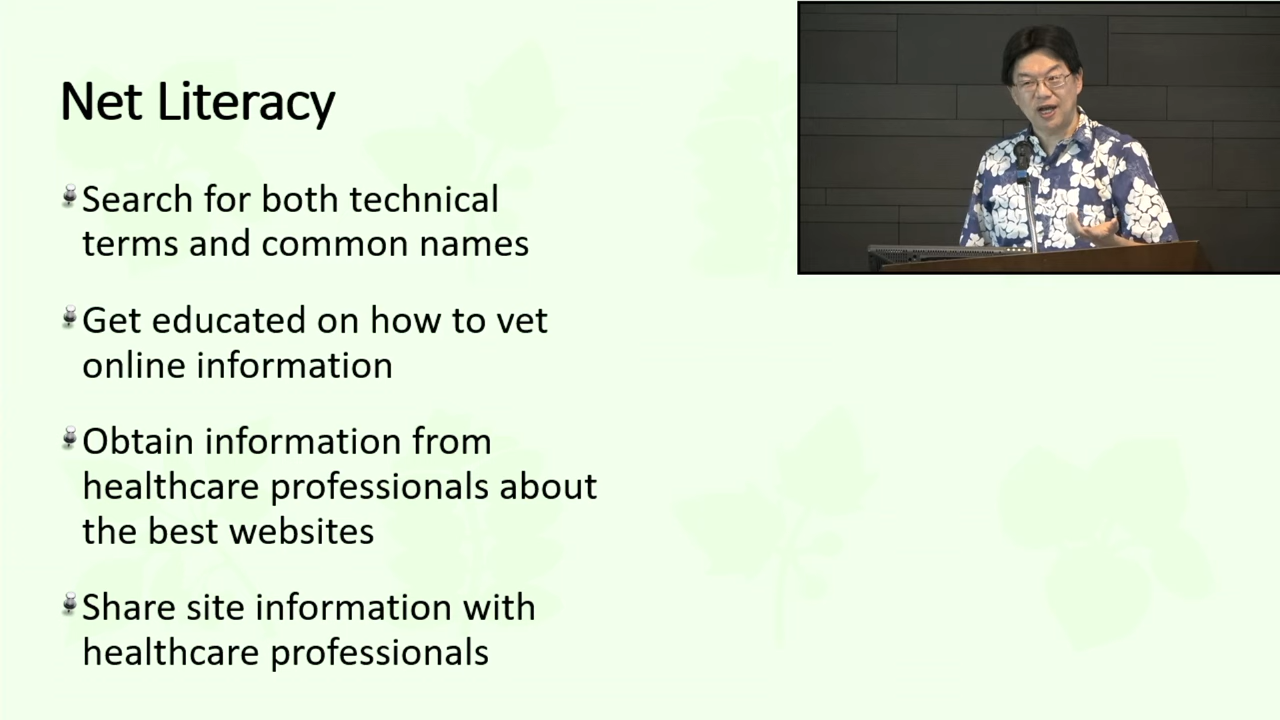 Net Literacy
Search for both technical
terms and common names
Get educated on how to vet
online information
Obtain information from
healthcare professionals about
the best websites
Share site information with
healthcare professionals